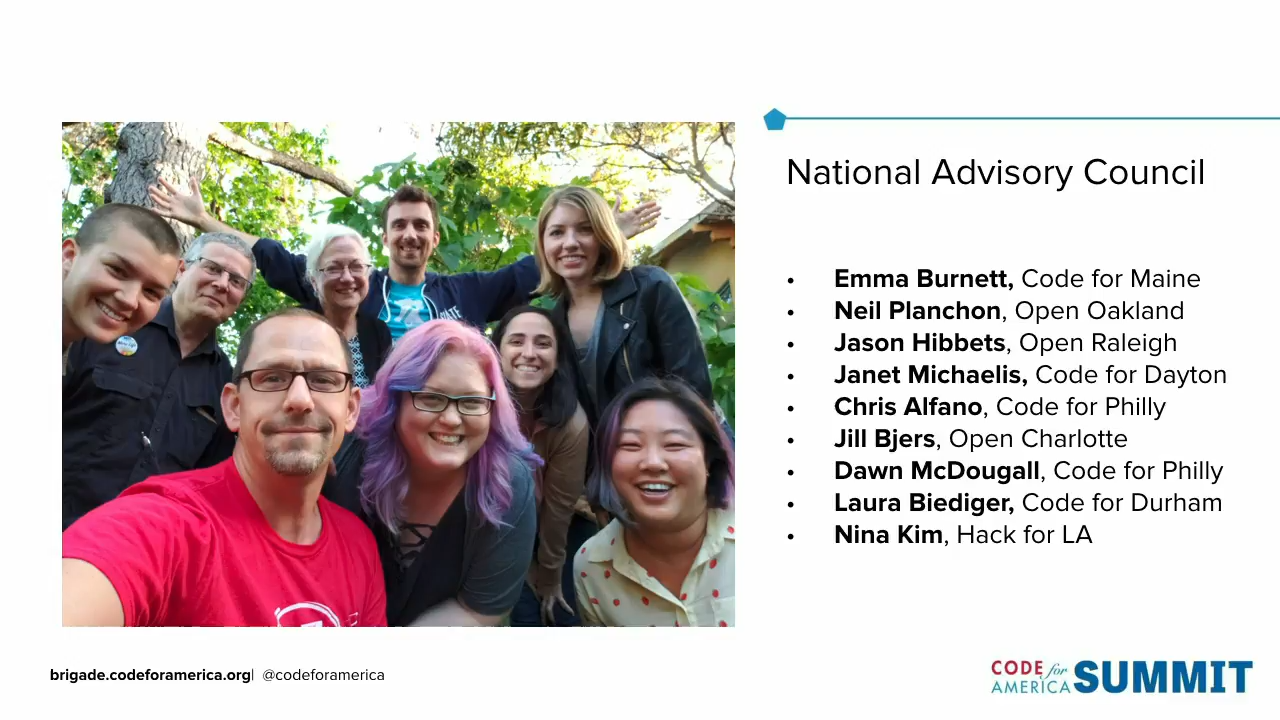 National Advisory Council
• Emma Burnett, Code for Maine
• Neil Planchon, Open Oakland
• Jason Hibbets, Open Raleigh
• Janet Michaelis, Code for Dayton
• Chris Alfano, Code for Philly
• Jill Bjers, Open Charlotte
• Dawn McDougall, Code for Philly
• Laura Biediger, Code for Durham
• Nina Kim, Hack for LA
brigade.codeforamerica.org| @codeforamerica
CODE for
AMERICA SUMMIT